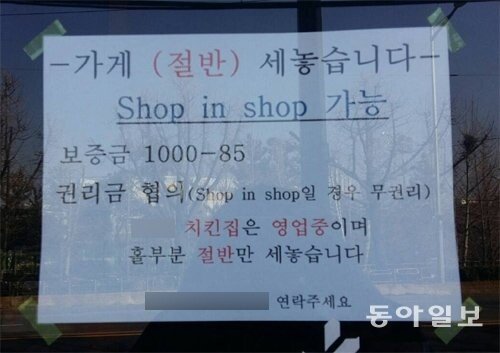 -가게 (절반) 세놓습니다-
Shop in shop 가능
보증금 1000-85
권리금 협의(Shop in shop일 경우 무권리)
치킨집은 영업중이며
홀부분 절반만 세놓습니다
연락주세요
동아일보